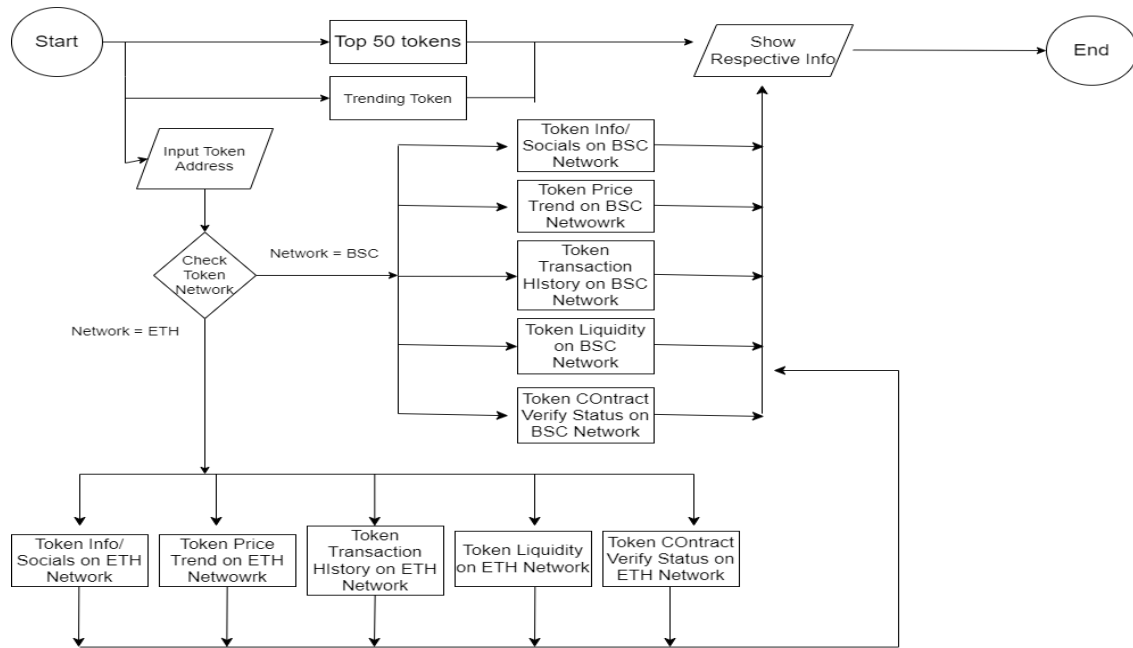 Start
Top 50 tokens
Show
Respective Info
End
Trending Token
Input Token
Address
Token Info/
Socials on BSC
Network
Token Price
Trend on BSC
Netwowrk
Network = BSC
Check
Token
Network
Token
Transaction
HIstory on BSC
Network
Network = ETH
Token Liquidity
on BSC
Network
Token COntract
Verify Status on
BSC Network
Token Info/
Socials on ETH
Network
Token Price
Trend on ETH
Netwowrk
Token
Transaction
HIstory on ETH
Network
Token Liquidity
on ETH Network
Token COntract
Verify Status on
ETH Network